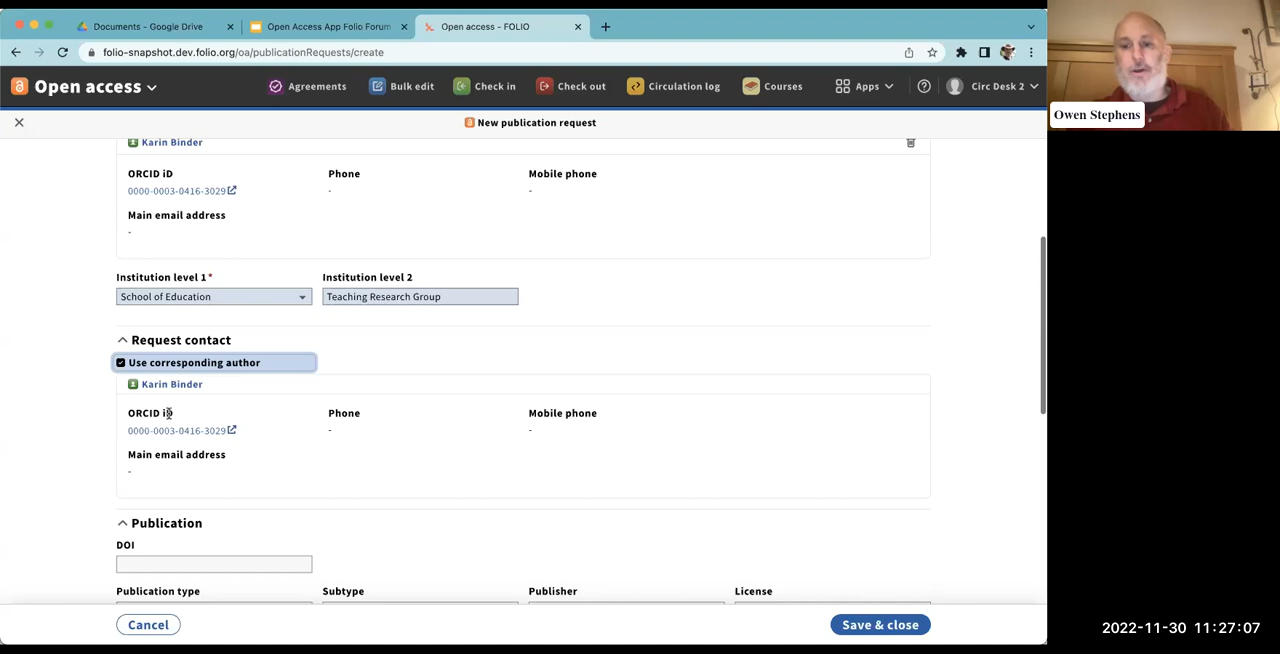 Documents - Google Drive
Open Access App Folio Forum
Open access - FOLIO
folio-snapshot.dev.folio.org/oa/publicationRequests/create
Open access Agreements Bulk edit Check in Check out Circulation log Courses Apps Circ Desk 2
New publication request
Owen Stephens
Karin Binder
ORCID iD Phone Mobile phone
0000-0003-0416-3029 - -
Main email address
-
Institution level 1* Institution level 2
School of Education Teaching Research Group
Request contact
Use corresponding author
Karin Binder
ORCID iD Phone Mobile phone
0000-0003-0416-3029 - -
Main email address
-
Publication
DOI
Publication type Subtype Publisher License
Cancel Save & close
2022-11-30 11:27:07